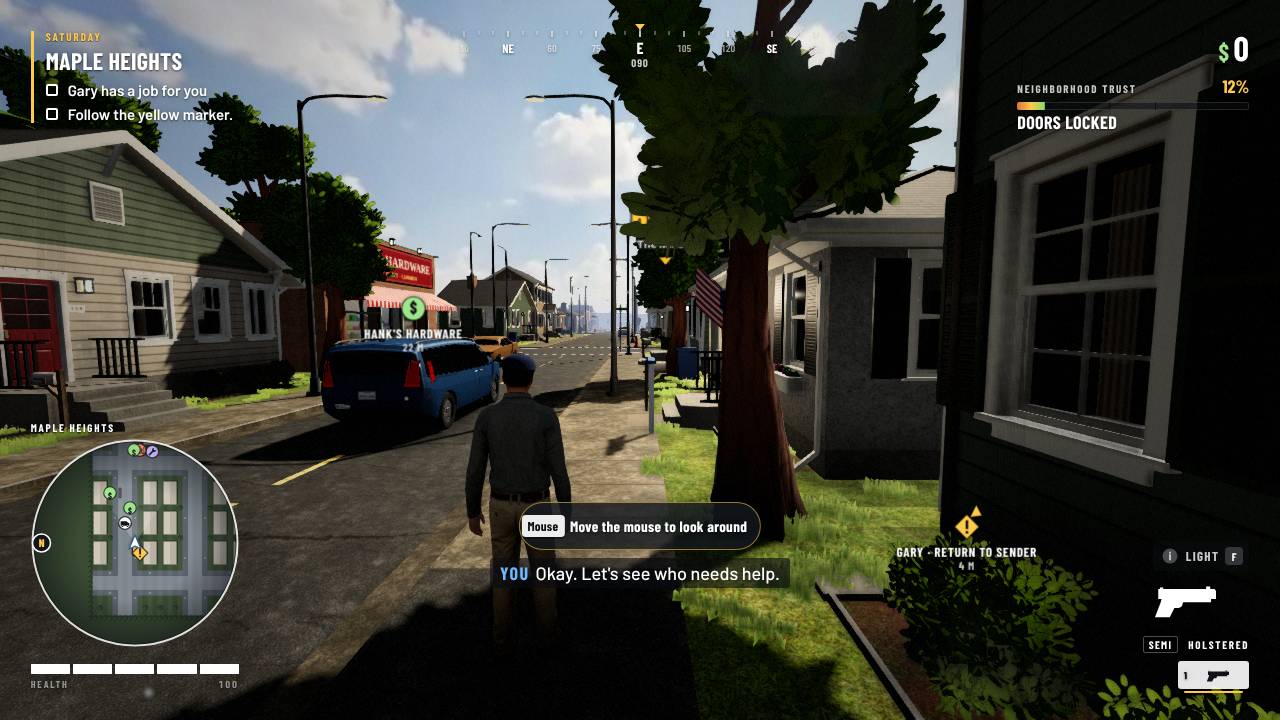 SATURDAY
MAPLE HEIGHTS
Gary has a job for you
Follow the yellow marker.
NE 60 75 E 105 120 SE
090
$0
NEIGHBORHOOD TRUST 12%
DOORS LOCKED
HARDWARE
HANK'S HARDWARE
22 M
Mouse Move the mouse to look around
YOU Okay. Let's see who needs help.
GARY · RETURN TO SENDER
4 M
LIGHT F
SEMI HOLSTERED
1
MAPLE HEIGHTS
N
HEALTH 100